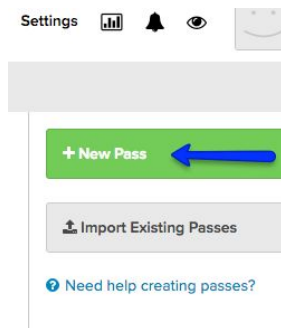 Settings
+ New Pass
Import Existing Passes
Need help creating passes?